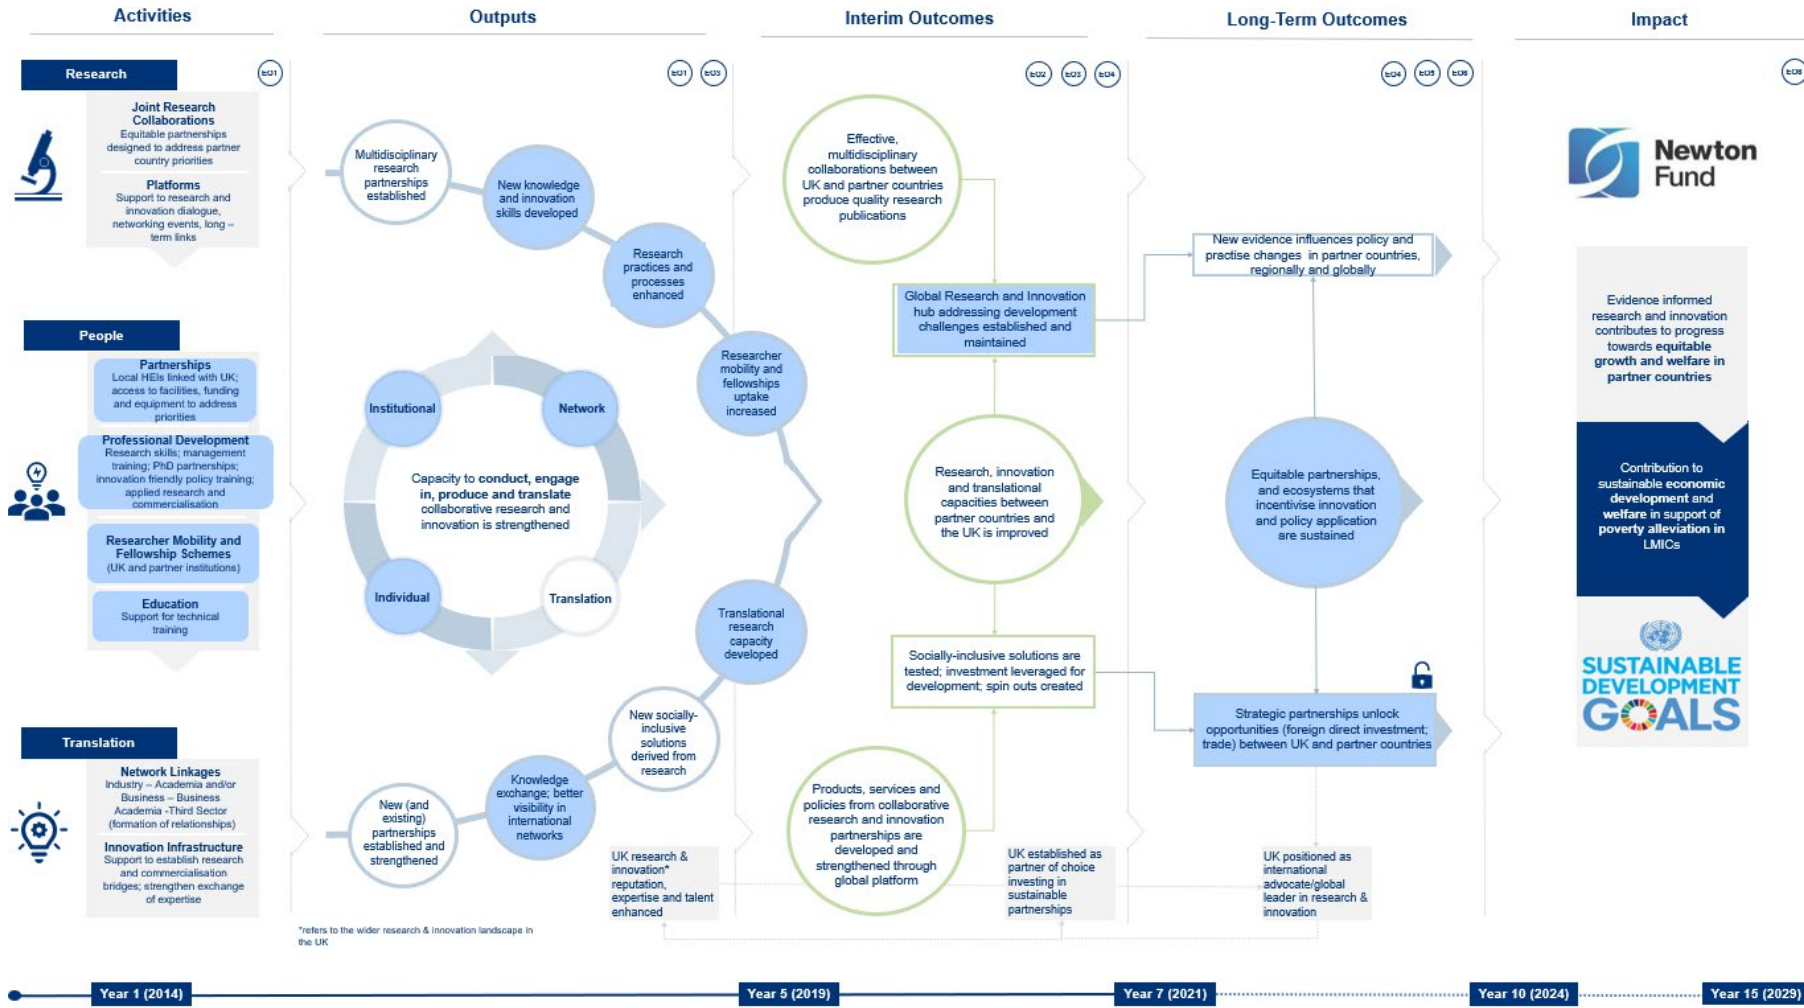 Activities
Outputs
Interim Outcomes
Long-Term Outcomes
Impact
Research
EQ1
Joint Research
Collaborations
Equitable partnerships
designed to address partner
country priorities
Platforms
Support to research and
innovation dialogue,
networking events, long –
term links
People
Partnerships
Local HEIs linked with UK;
access to facilities, funding
and equipment to address
priorities
Professional Development
Research skills; management
training; PhD partnerships;
innovation friendly policy training;
applied research and
commercialisation
Researcher Mobility and
Fellowship Schemes
(UK and partner institutions)
Education
Support for technical
training
Translation
Network Linkages
Industry – Academia and/or
Business – Business
Academia -Third Sector
(formation of relationships)
Innovation Infrastructure
Support to establish research
and commercialisation
bridges; strengthen exchange
of expertise
EQ1 EQ3
Multidisciplinary
research
partnerships
established
New knowledge
and innovation
skills developed
Research
practices and
processes
enhanced
Researcher
mobility and
fellowships
uptake
increased
Institutional
Network
Capacity to conduct, engage
in, produce and translate
collaborative research and
innovation is strengthened
Individual
Translation
Translational
research
capacity
developed
New socially-
inclusive
solutions
derived from
research
Knowledge
exchange; better
visibility in
international
networks
New (and
existing)
partnerships
established and
strengthened
UK research &
innovation*
reputation,
expertise and talent
enhanced
*refers to the wider research & innovation landscape in
the UK
EQ2 EQ3 EQ4
Effective,
multidisciplinary
collaborations between
UK and partner countries
produce quality research
publications
Global Research and Innovation
hub addressing development
challenges established and
maintained
Research, innovation
and translational
capacities between
partner countries and
the UK is improved
Socially-inclusive solutions are
tested; investment leveraged for
development; spin outs created
Products, services and
policies from collaborative
research and innovation
partnerships are
developed and
strengthened through
global platform
UK established as
partner of choice
investing in
sustainable
partnerships
EQ4 EQ5 EQ6
New evidence influences policy and
practise changes in partner countries,
regionally and globally
Equitable partnerships,
and ecosystems that
incentivise innovation
and policy application
are sustained
Strategic partnerships unlock
opportunities (foreign direct investment;
trade) between UK and partner countries
UK positioned as
international
advocate/global
leader in research &
innovation
EQ6
Newton
Fund
Evidence informed
research and innovation
contributes to progress
towards equitable
growth and welfare in
partner countries
Contribution to
sustainable economic
development and
welfare in support of
poverty alleviation in
LMICs
SUSTAINABLE
DEVELOPMENT
GOALS
Year 1 (2014)
Year 5 (2019)
Year 7 (2021)
Year 10 (2024)
Year 15 (2029)